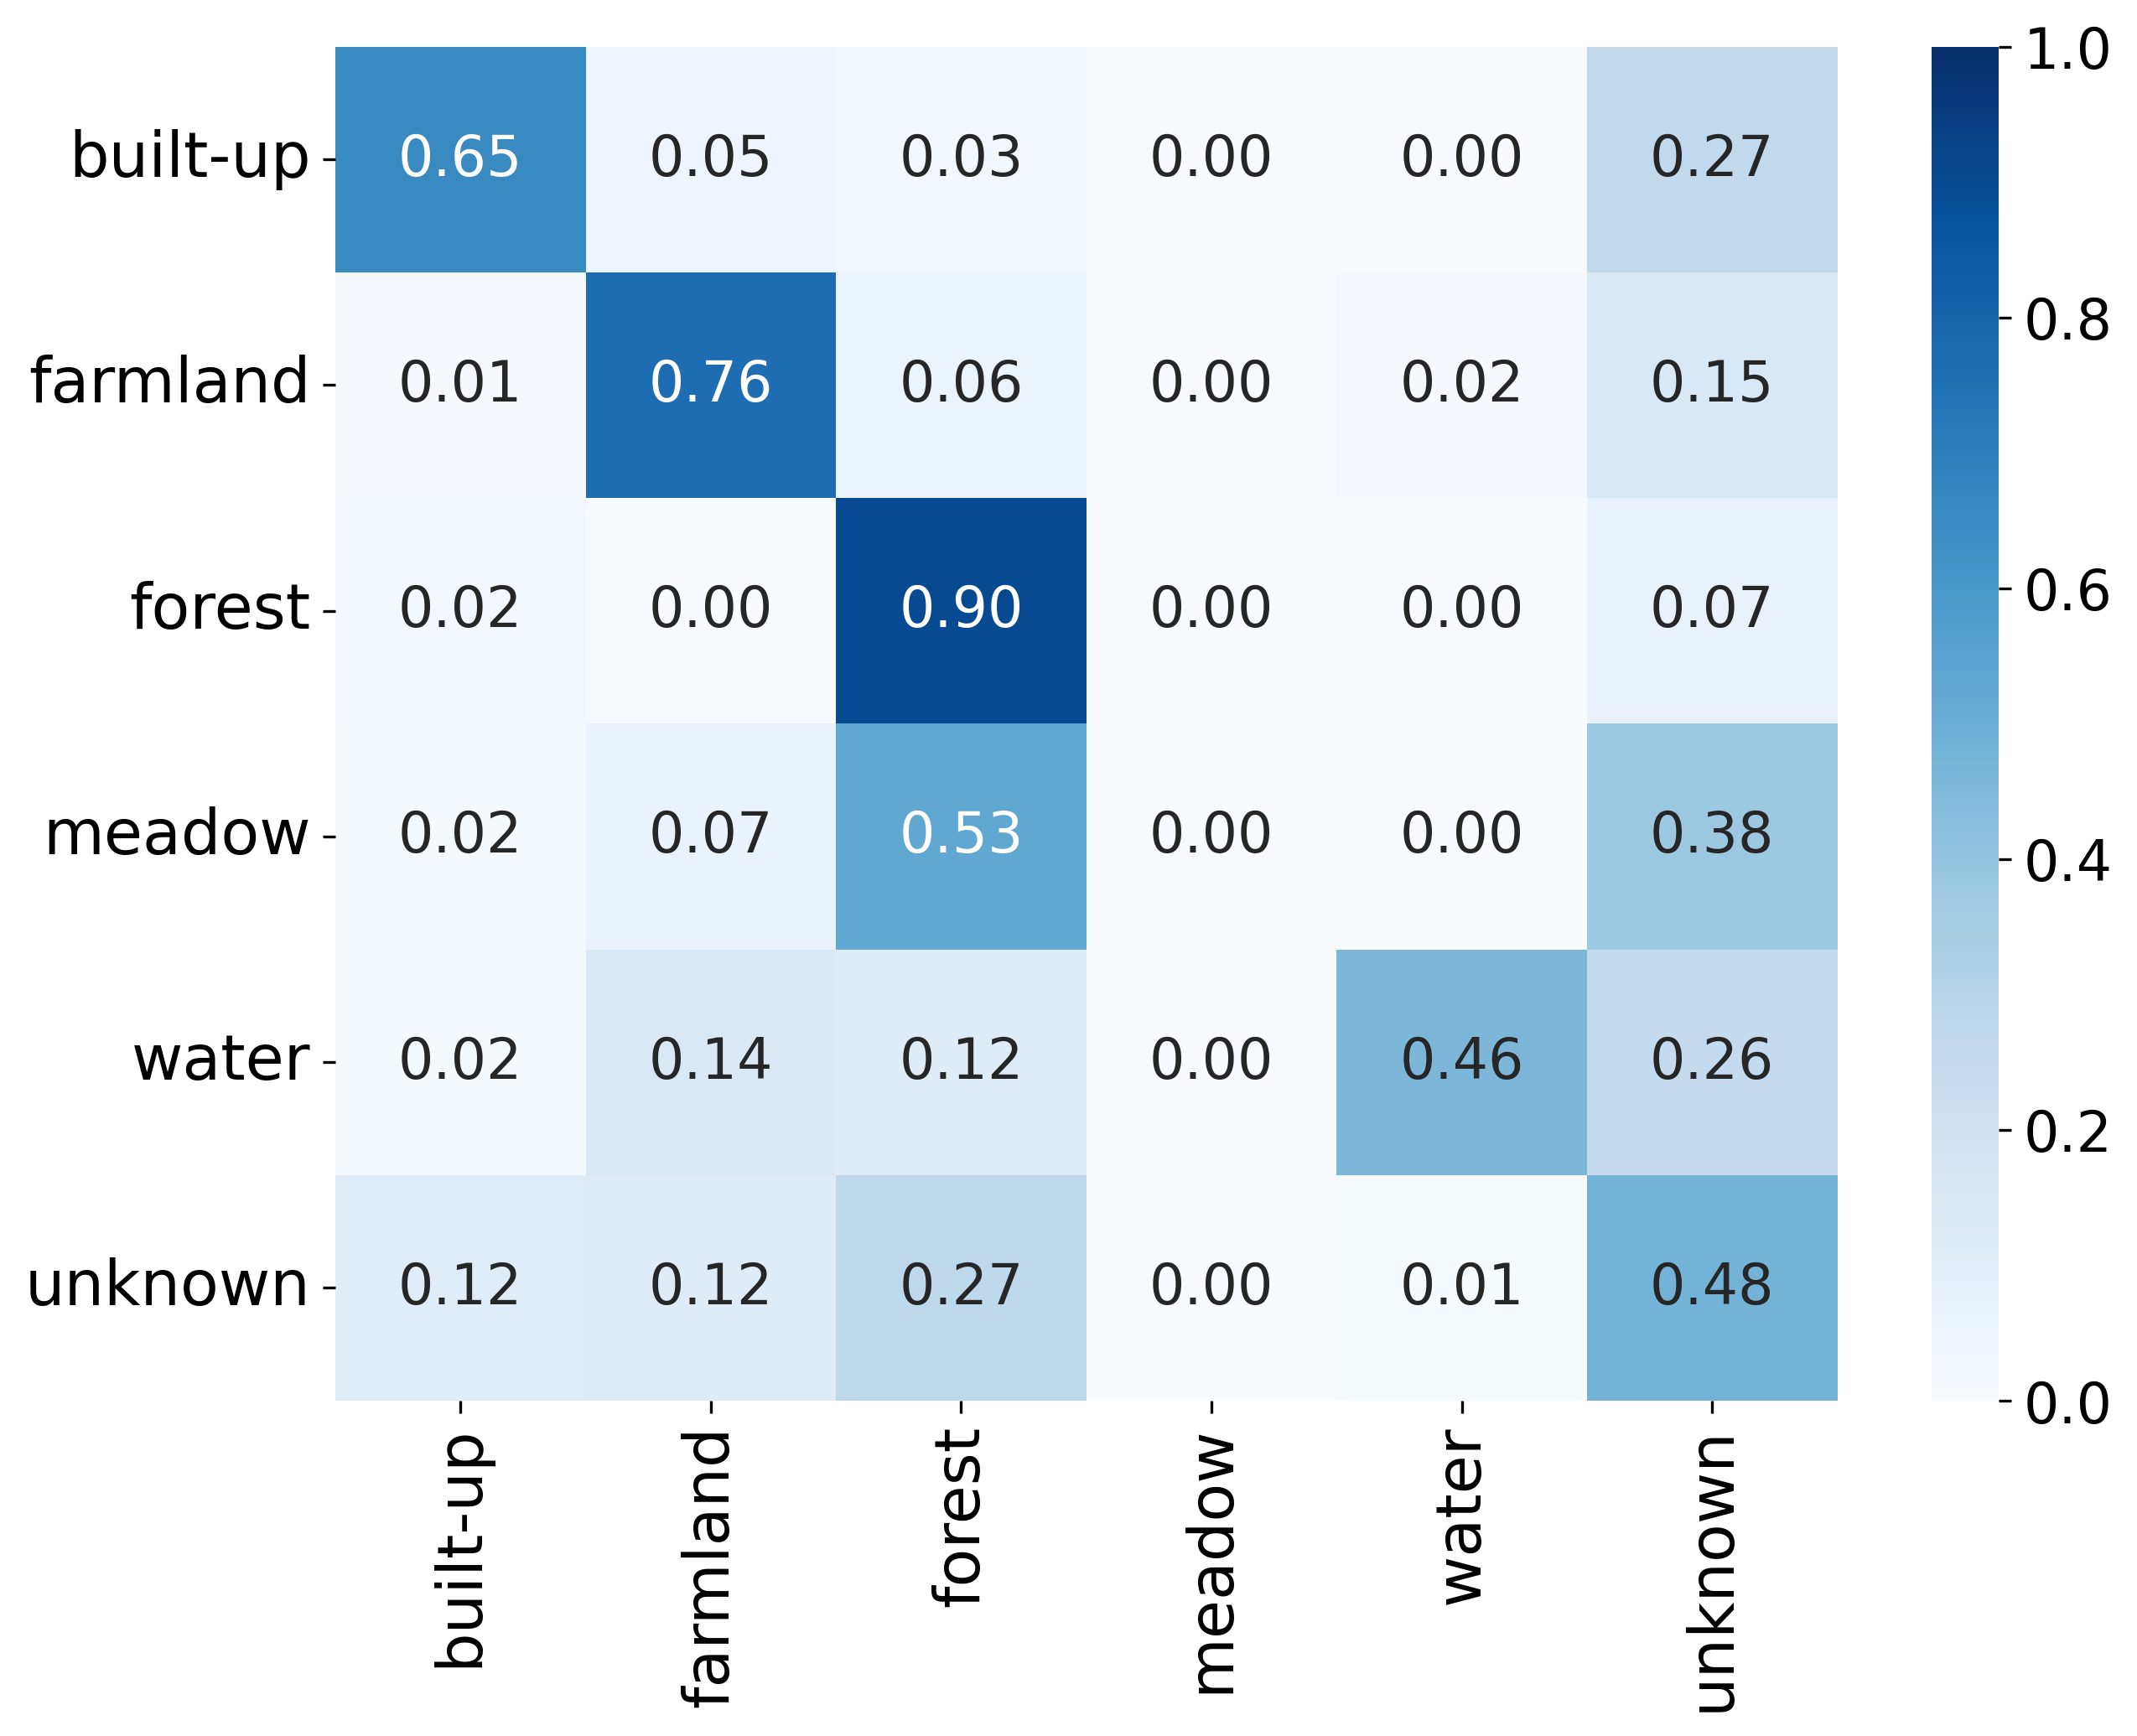 built-up 0.65 0.05 0.03 0.00 0.00 0.27
farmland 0.01 0.76 0.06 0.00 0.02 0.15
forest 0.02 0.00 0.90 0.00 0.00 0.07
meadow 0.02 0.07 0.53 0.00 0.00 0.38
water 0.02 0.14 0.12 0.00 0.46 0.26
unknown 0.12 0.12 0.27 0.00 0.01 0.48
built-up
farmland
forest
meadow
water
unknown
1.0
0.8
0.6
0.4
0.2
0.0